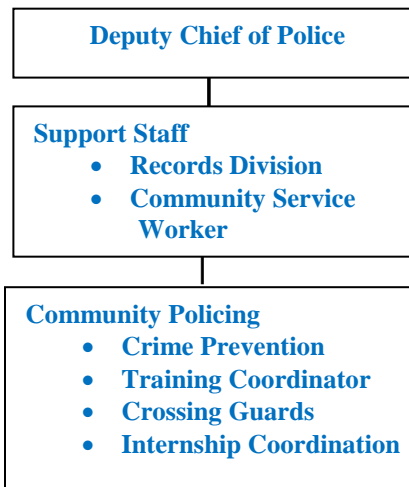 Deputy Chief of Police
Support Staff
• Records Division
• Community Service
Worker
Community Policing
• Crime Prevention
• Training Coordinator
• Crossing Guards
• Internship Coordination